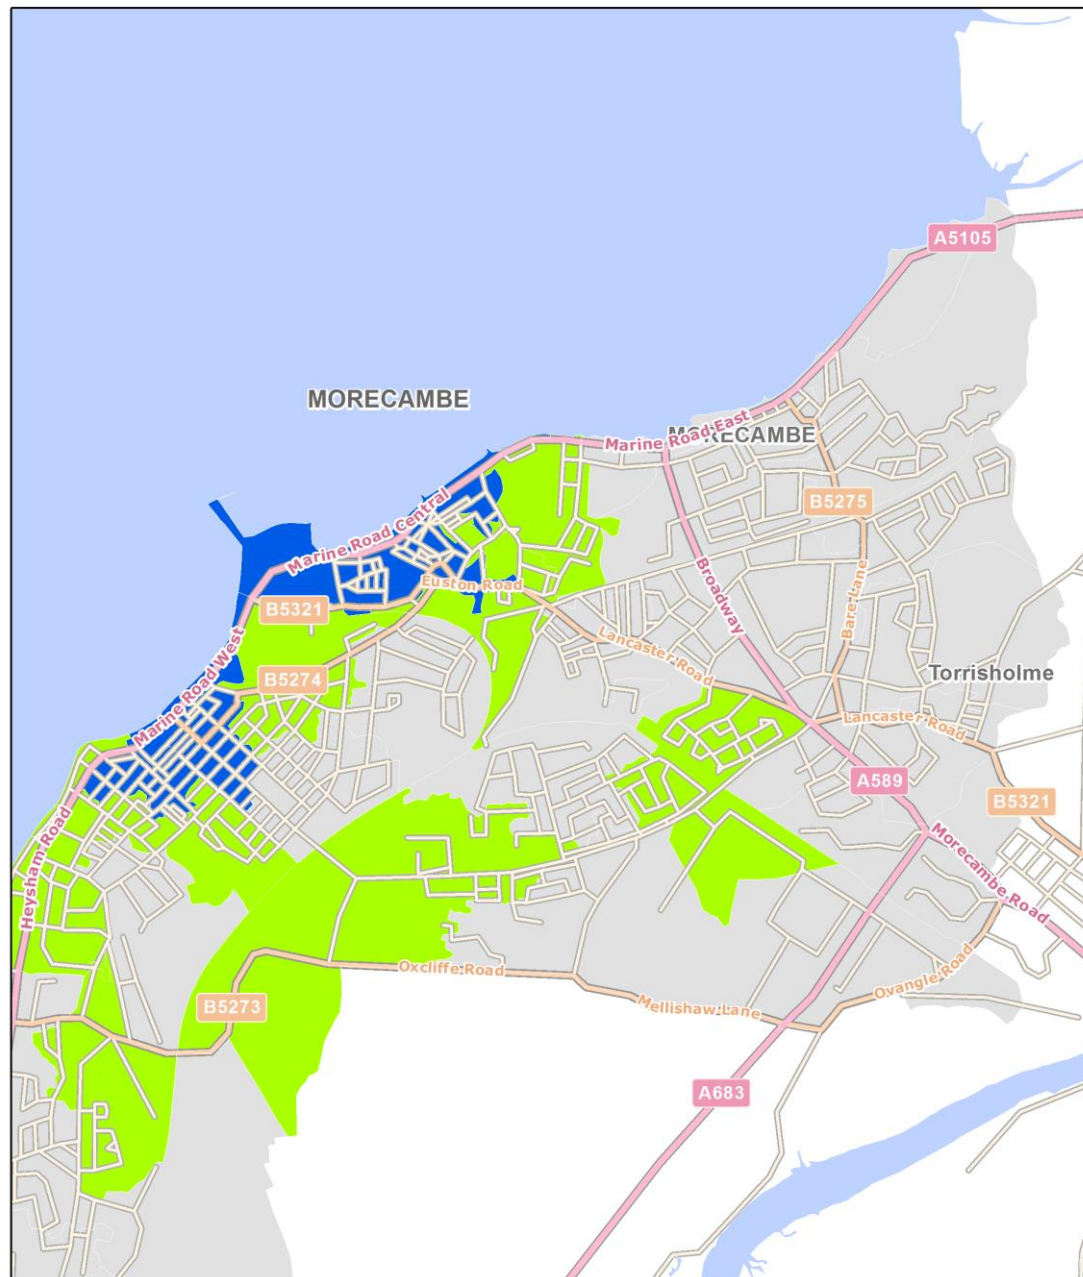 A5105
MORECAMBE
Marine Road East
MORECAMBE
B5275
Marine Road Central
Broadway
Euston Road
Bare Lane
B5321
Lancaster Road
Marine Road West
B5274
Torrisholme
Lancaster Road
A589
B5321
Heysham Road
Morecambe Road
Oxcliffe Road
Ovangle Road
B5273
Mellishaw Lane
A683